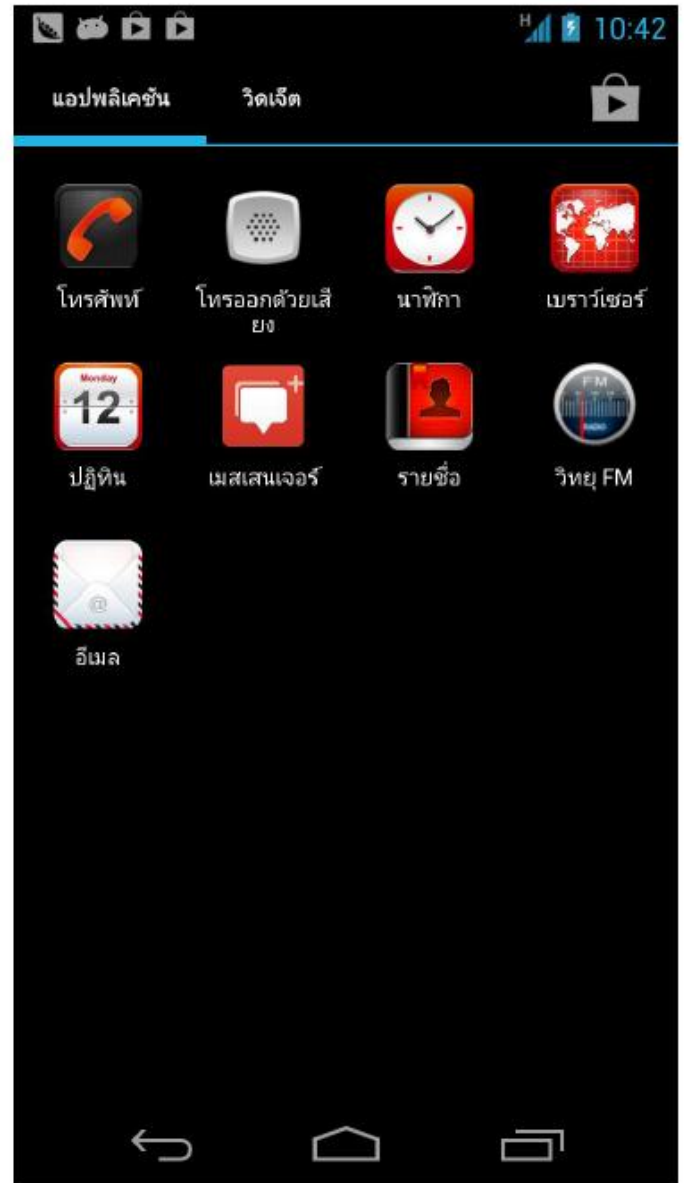 H 10:42
แอปพลิเคชัน วิดเจ็ต
โทรศัพท์ โทรออกด้วยเสี นาฬิกา เบราว์เซอร์
ยง
Monday FM
12
RADIO
ปฏิทิน เมสเสนเจอร์ รายชื่อ วิทยุ FM
@
อีเมล